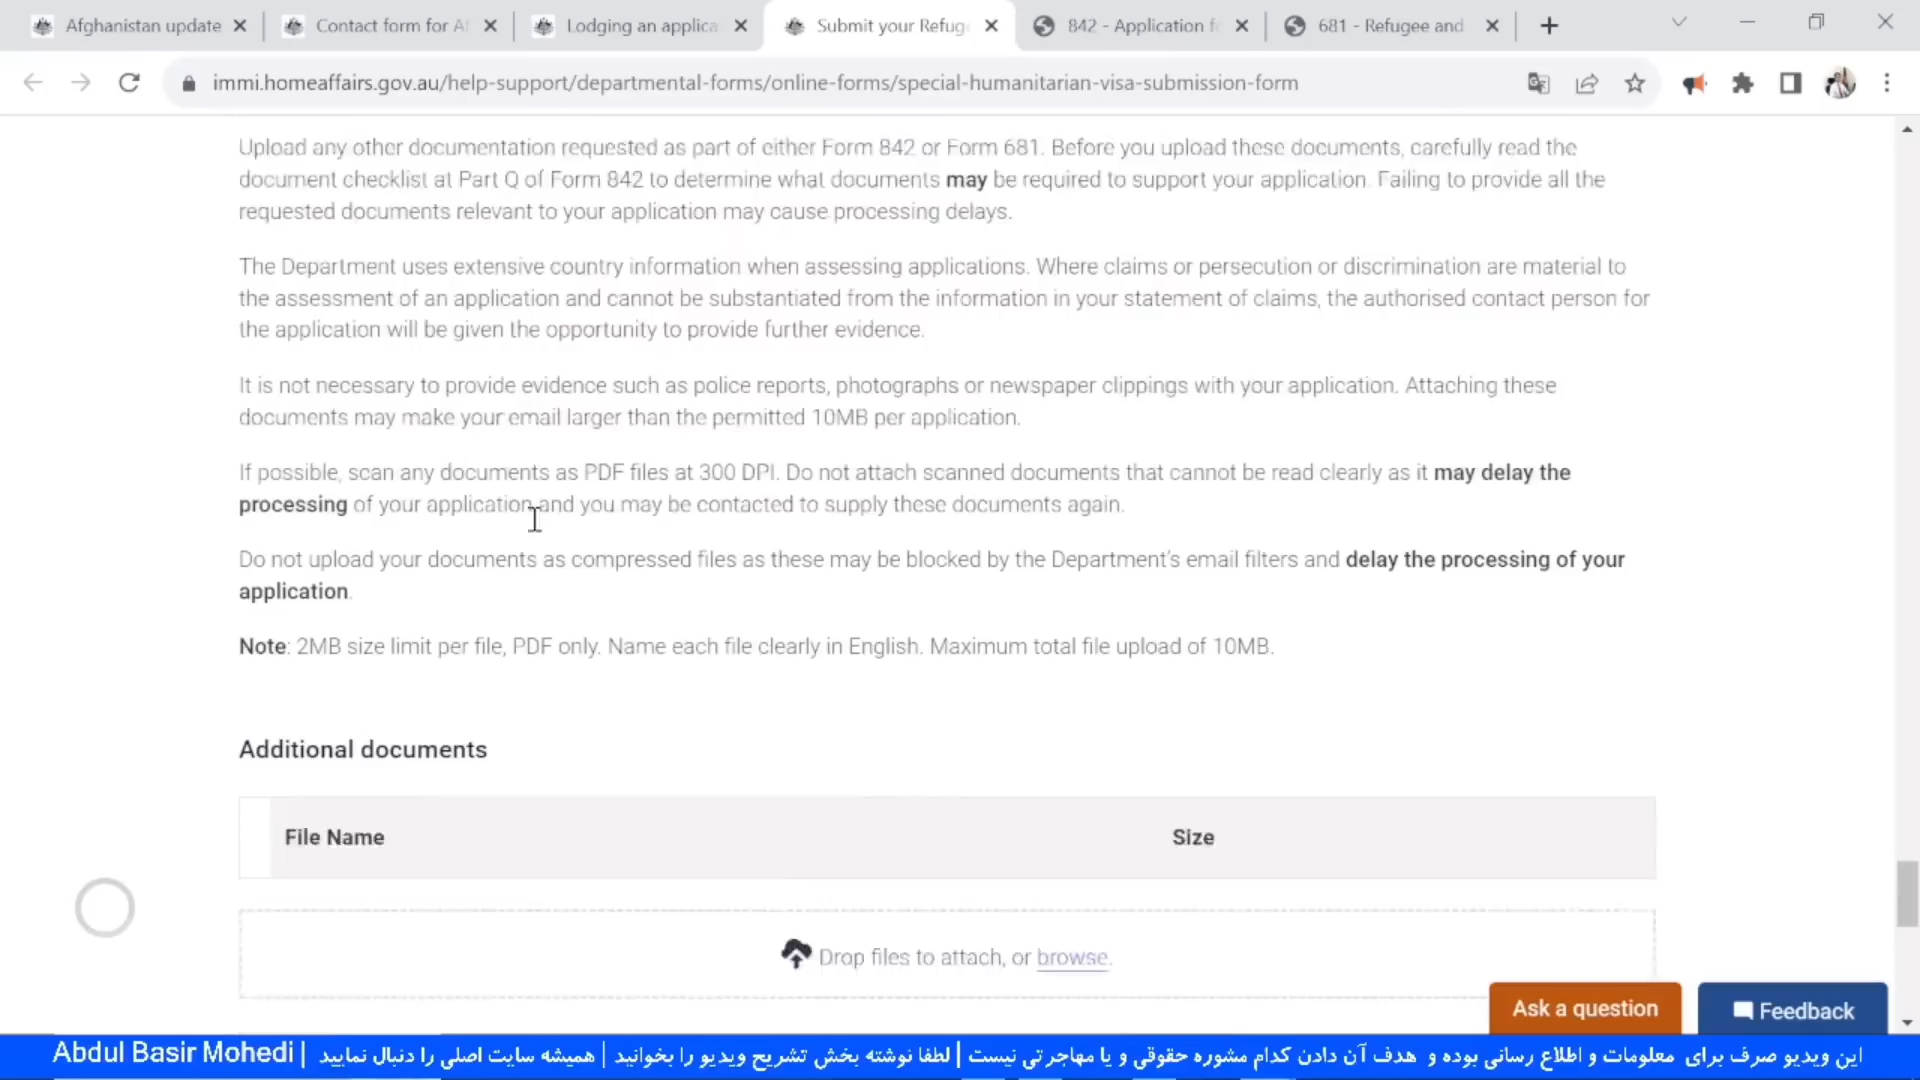 Afghanistan update
Contact form for Af
Lodging an applica
Submit your Refug
842 - Application fo
681 - Refugee and
immi.homeaffairs.gov.au/help-support/departmental-forms/online-forms/special-humanitarian-visa-submission-form
Upload any other documentation requested as part of either Form 842 or Form 681. Before you upload these documents, carefully read the
document checklist at Part Q of Form 842 to determine what documents may be required to support your application. Failing to provide all the
requested documents relevant to your application may cause processing delays.
The Department uses extensive country information when assessing applications. Where claims or persecution or discrimination are material to
the assessment of an application and cannot be substantiated from the information in your statement of claims, the authorised contact person for
the application will be given the opportunity to provide further evidence.
It is not necessary to provide evidence such as police reports, photographs or newspaper clippings with your application. Attaching these
documents may make your email larger than the permitted 10MB per application.
If possible, scan any documents as PDF files at 300 DPI. Do not attach scanned documents that cannot be read clearly as it may delay the
processing of your application and you may be contacted to supply these documents again.
Do not upload your documents as compressed files as these may be blocked by the Department's email filters and delay the processing of your
application.
Note: 2MB size limit per file, PDF only. Name each file clearly in English. Maximum total file upload of 10MB.
Additional documents
File Name Size
Drop files to attach, or browse.
Ask a question
Feedback
این ویدیو صرف برای معلومات و اطلاع رسانی بوده و هدف آن دادن کدام مشوره حقوقی و یا مهاجرتی نیست | لطفا نوشته بخش تشریح ویدیو را بخوانید | همیشه سایت اصلی را دنبال نمایید | Abdul Basir Mohedi